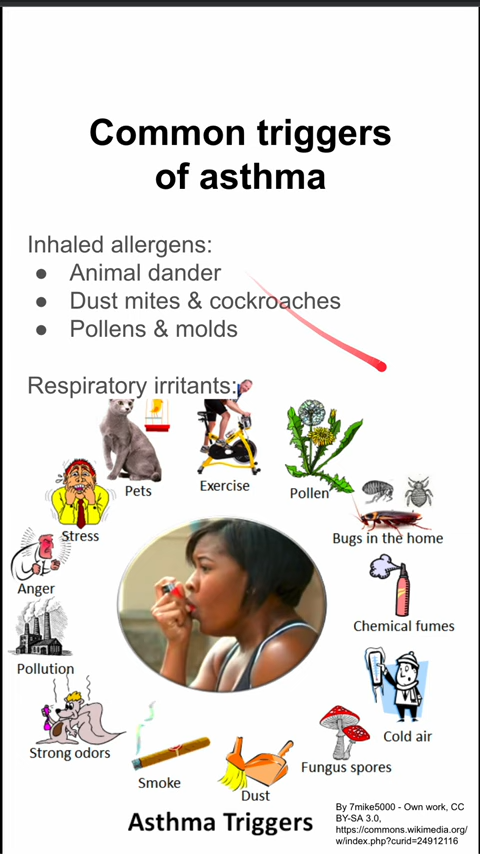 Common triggers
of asthma
Inhaled allergens:
● Animal dander
● Dust mites & cockroaches
● Pollens & molds
Respiratory irritants:
Pets
Exercise
Pollen
Stress
Bugs in the home
Anger
Chemical fumes
Pollution
Cold air
Strong odors
Fungus spores
Smoke
Dust
Asthma Triggers
By 7mike5000 - Own work, CC
BY-SA 3.0,
https://commons.wikimedia.org/
w/index.php?curid=24912116